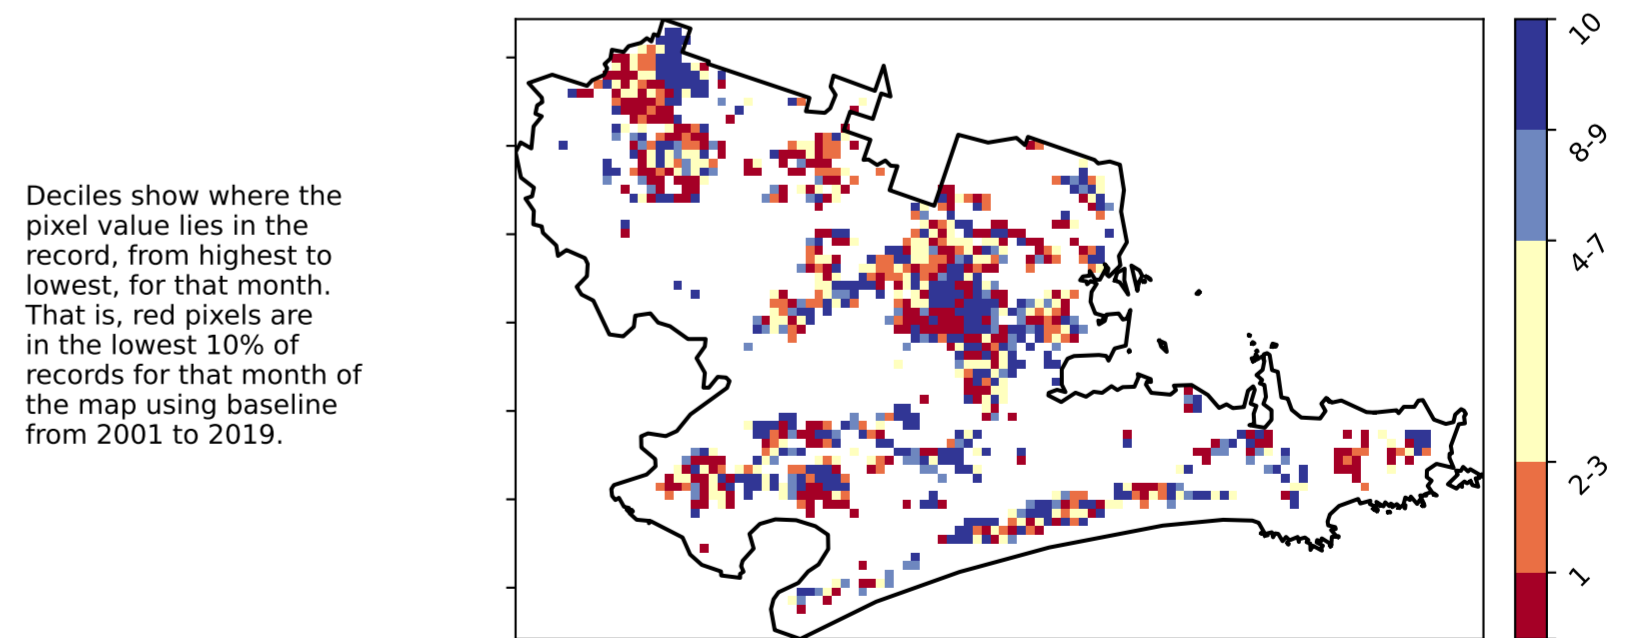 Deciles show where the
pixel value lies in the
record, from highest to
lowest, for that month.
That is, red pixels are
in the lowest 10% of
records for that month of
the map using baseline
from 2001 to 2019.
10
8-9
4-7
2-3
1